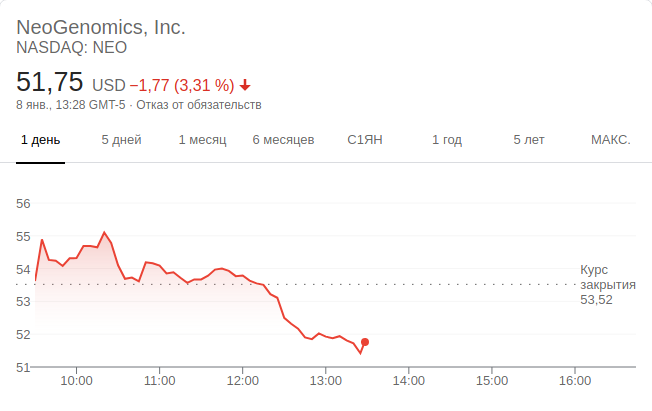 NeoGenomics, Inc.
NASDAQ: NEO
51,75 USD −1,77 (3,31 %)
8 янв., 13:28 GMT-5 · Отказ от обязательств
1 день 5 дней 1 месяц 6 месяцев С1ЯН 1 год 5 лет МАКС.
56
55
54
53
52
51
Курс
закрытия
53,52
10:00 11:00 12:00 13:00 14:00 15:00 16:00